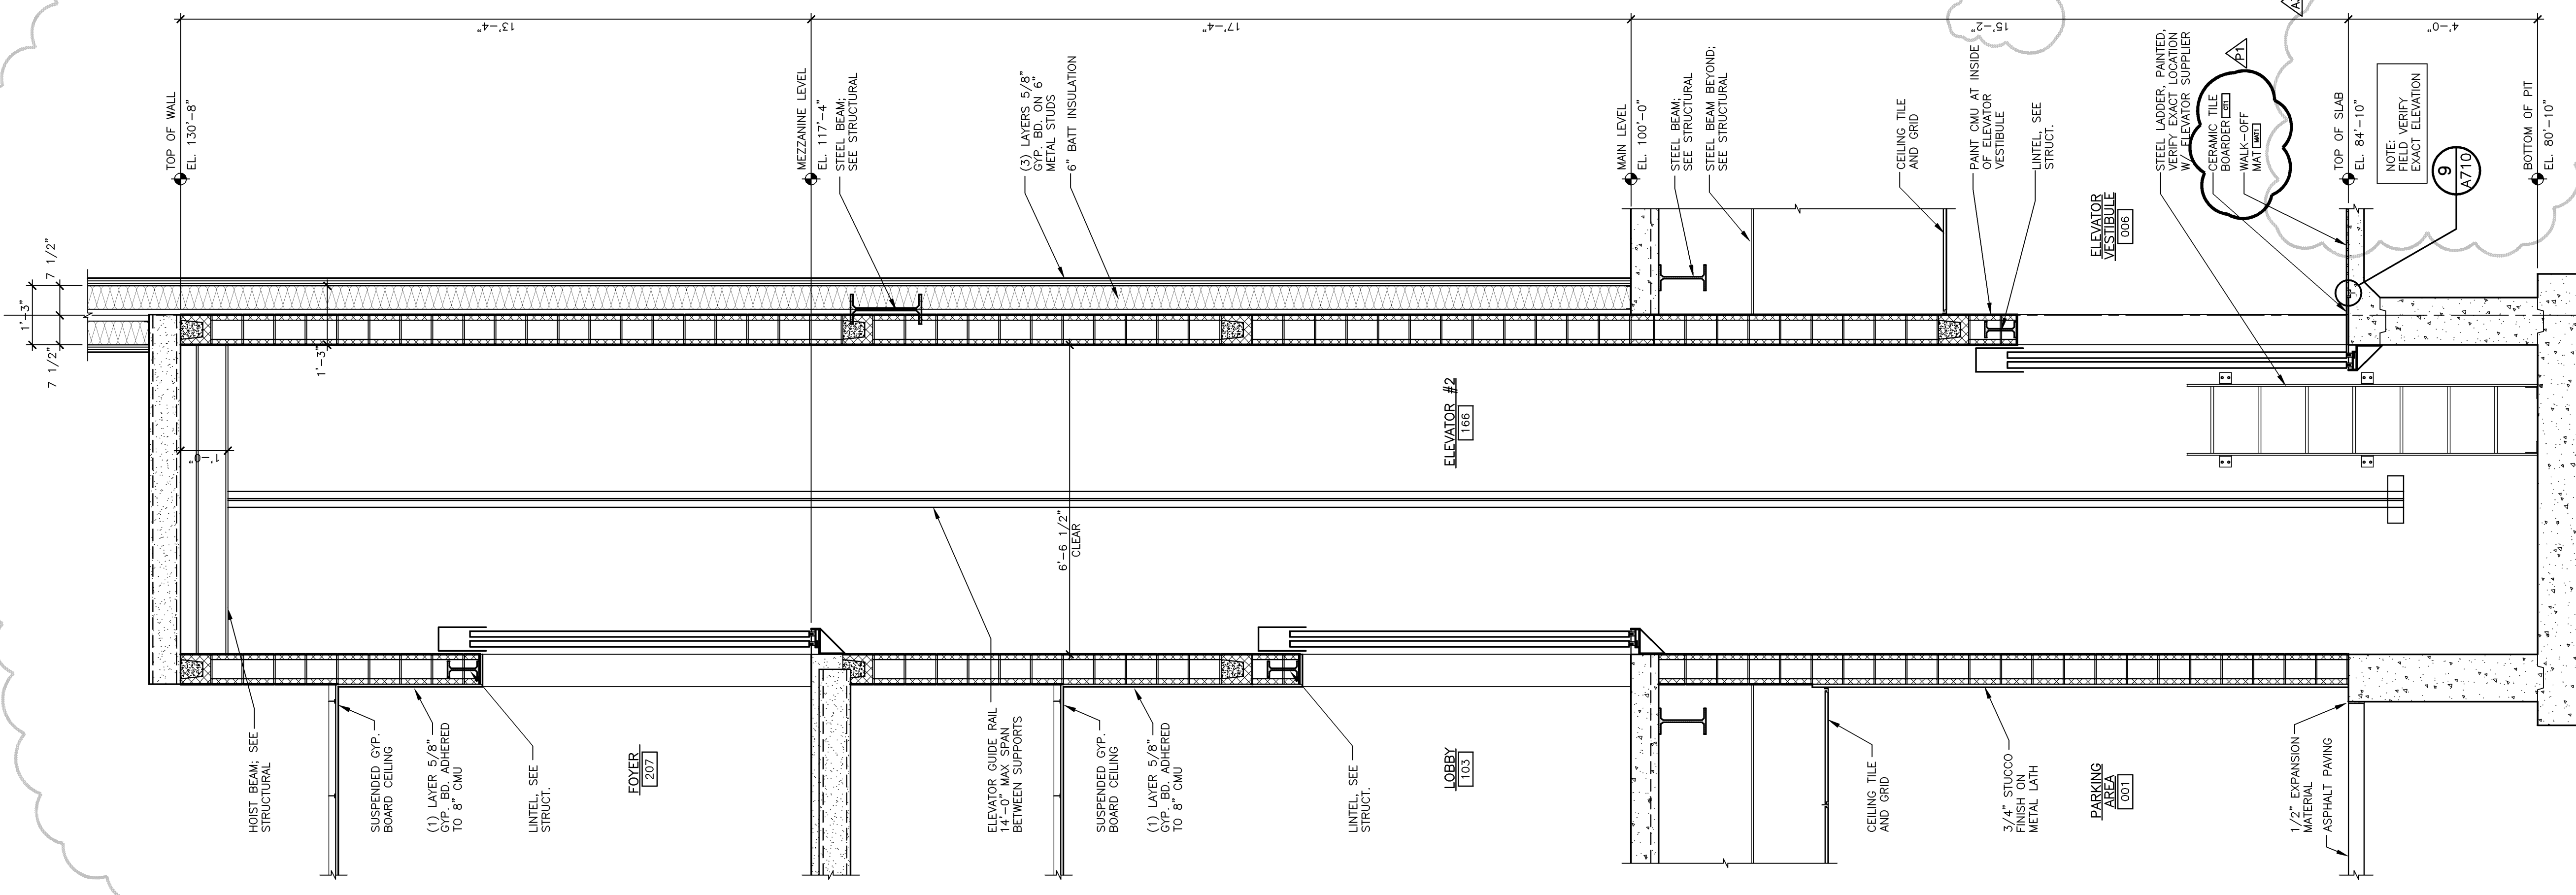 1'-3"
7 1/2"
7 1/2"
TOP OF WALL
EL. 130'-8"
13'-4"
1'-3"
1'-0"
HOIST BEAM; SEE
STRUCTURAL
SUSPENDED GYP.
BOARD CEILING
(1) LAYER 5/8"
GYP. BD. ADHERED
TO 8" CMU
LINTEL, SEE
STRUCT.
FOYER
207
MEZZANINE LEVEL
EL. 117'-4"
STEEL BEAM;
SEE STRUCTURAL
17'-4"
(3) LAYERS 5/8"
GYP. BD. ON 6"
METAL STUDS
6" BATT INSULATION
6'-6 1/2"
CLEAR
ELEVATOR GUIDE RAIL
14'-0" MAX SPAN
BETWEEN SUPPORTS
SUSPENDED GYP.
BOARD CEILING
(1) LAYER 5/8"
GYP. BD. ADHERED
TO 8" CMU
LINTEL, SEE
STRUCT.
ELEVATOR #2
166
LOBBY
103
MAIN LEVEL
EL. 100'-0"
STEEL BEAM;
SEE STRUCTURAL
STEEL BEAM BEYOND;
SEE STRUCTURAL
15'-2"
CEILING TILE
AND GRID
PAINT CMU AT INSIDE
OF ELEVATOR
VESTIBULE
LINTEL, SEE
STRUCT.
ELEVATOR
VESTIBULE
006
CEILING TILE
AND GRID
3/4" STUCCO
FINISH ON
METAL LATH
PARKING
AREA
001
STEEL LADDER, PAINTED,
VERIFY EXACT LOCATION
W/ ELEVATOR SUPPLIER
CERAMIC TILE
BOARDER CT1
WALK-OFF
MAT MAT1
P1
1/2" EXPANSION
MATERIAL
ASPHALT PAVING
TOP OF SLAB
EL. 84'-10"
NOTE:
FIELD VERIFY
EXACT ELEVATION
9
A710
4'-0"
BOTTOM OF PIT
EL. 80'-10"